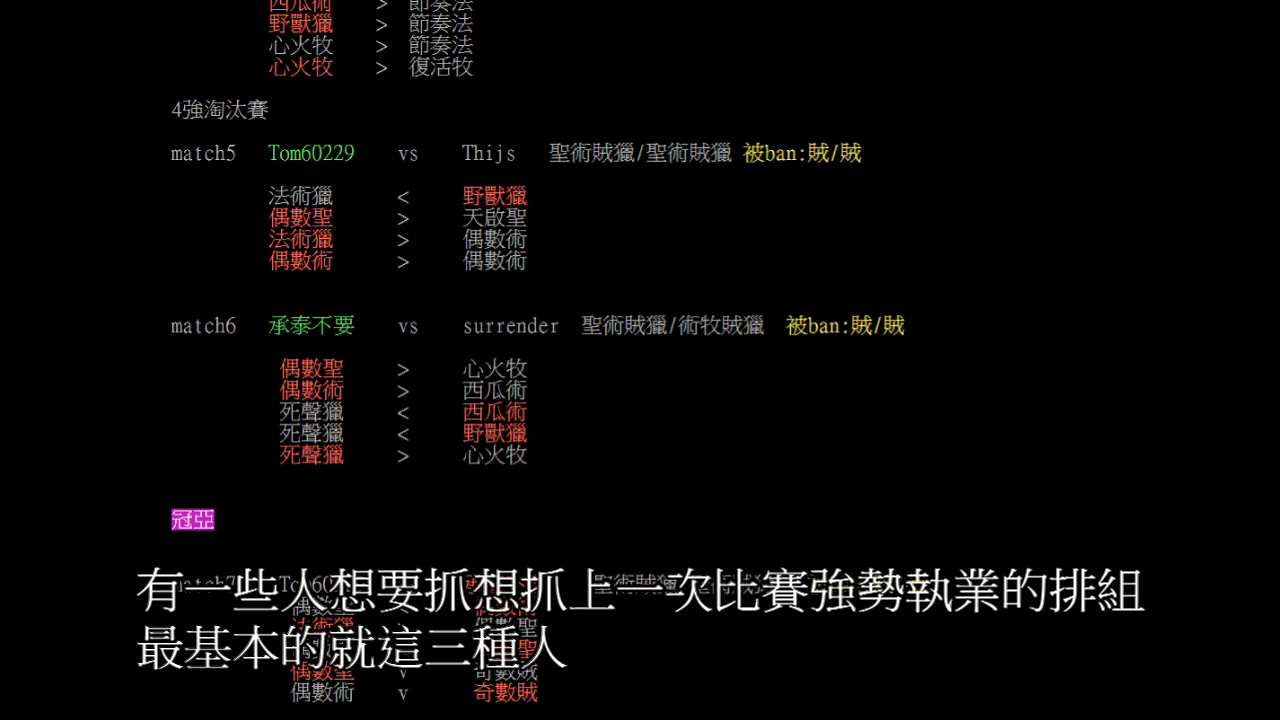 西瓜術 > 節奏法
野獸獵 > 節奏法
心火牧 > 節奏法
心火牧 > 復活牧
4強淘汰賽
match5 Tom60229 vs Thijs 聖術賊獵/聖術賊獵 被ban:賊/賊
法術獵 < 野獸獵
偶數聖 > 天啟聖
法術獵 > 偶數術
偶數術 > 偶數術
match6 承泰不要 vs surrender 聖術賊獵/術牧賊獵 被ban:賊/賊
偶數聖 > 心火牧
偶數術 > 西瓜術
死聲獵 < 西瓜術
死聲獵 < 野獸獵
死聲獵 > 心火牧
冠亞
有一些人想要抓想抓上一次比賽強勢執業的排組
最基本的就這三種人
偶數聖 v 奇數賊
偶數術 v 奇數賊